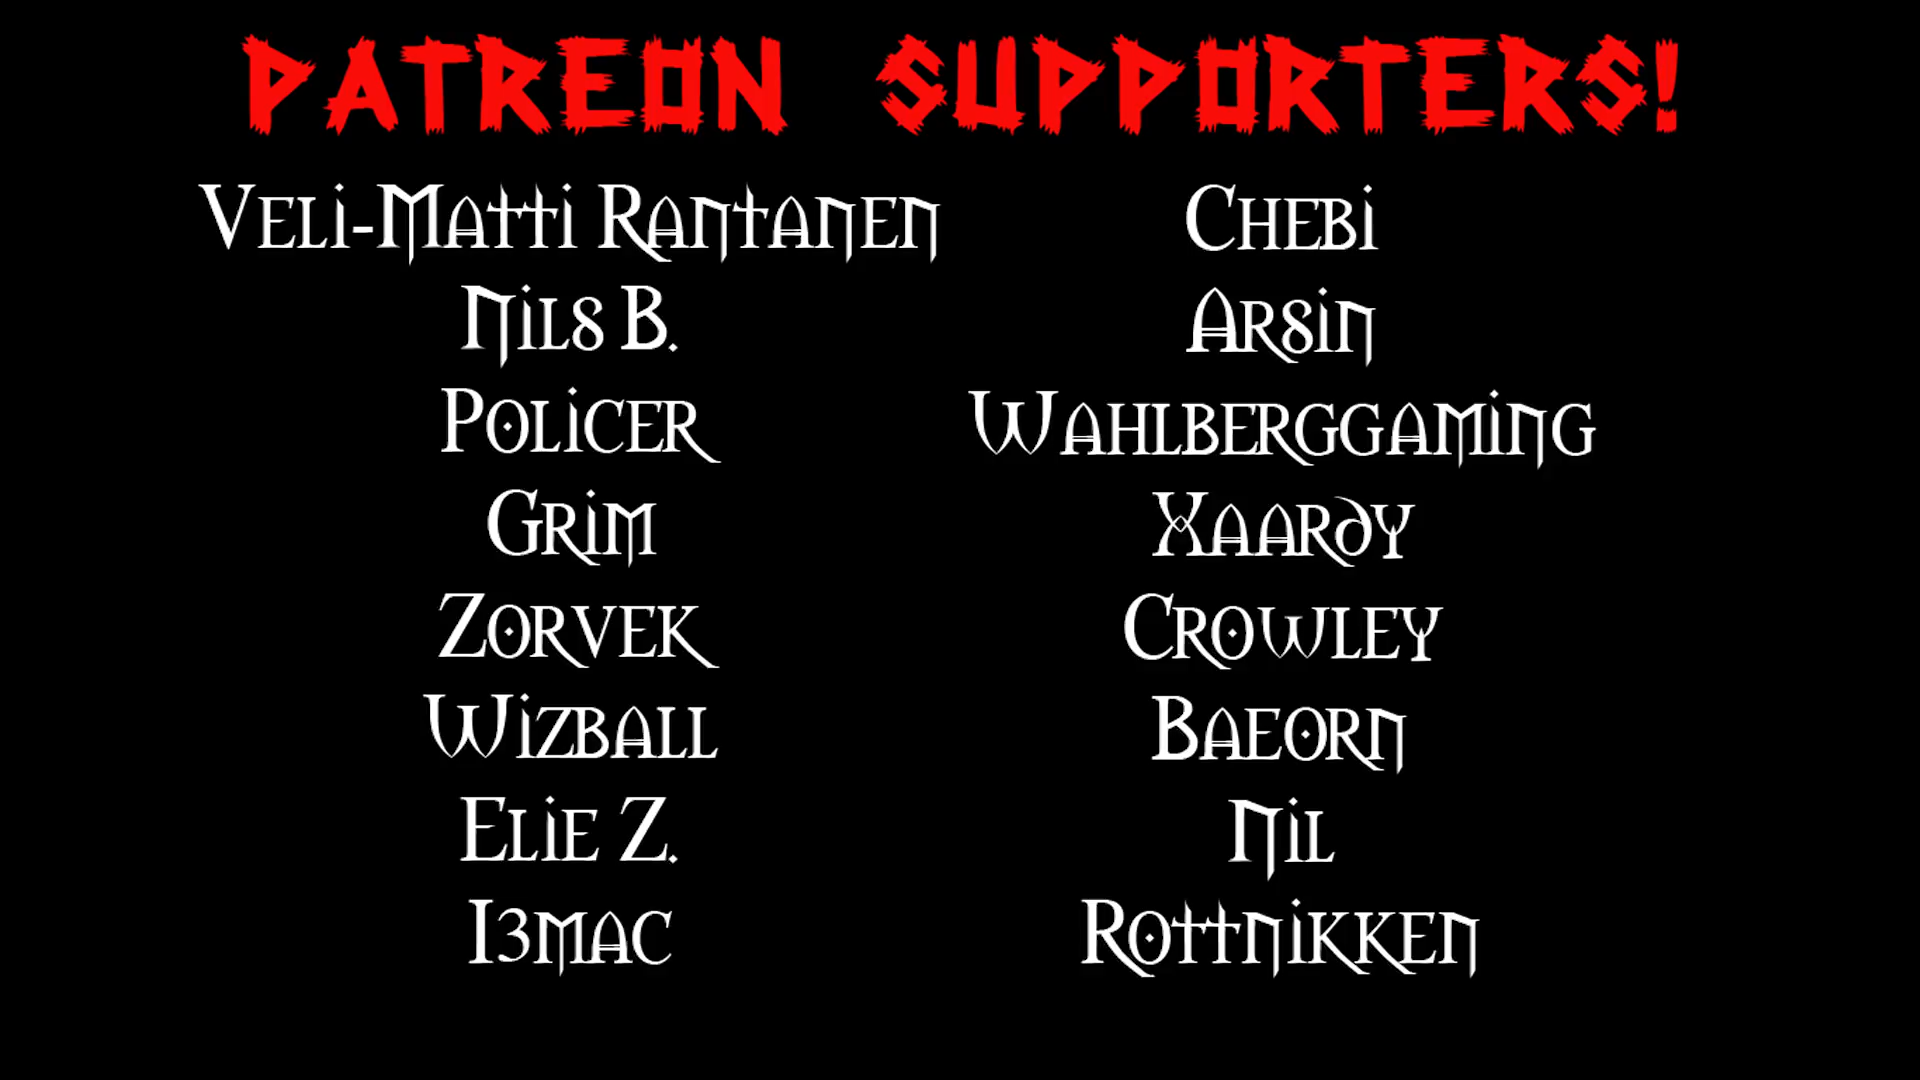 PATREON SUPPORTERS!
Veli-Matti Rantanen
Nils B.
Policer
Grim
Zorvek
Wizball
Elie Z.
I3mac
Chebi
Arsin
Wahlberggaming
Xaardy
Crowley
Baeorn
Nil
Rottnikken